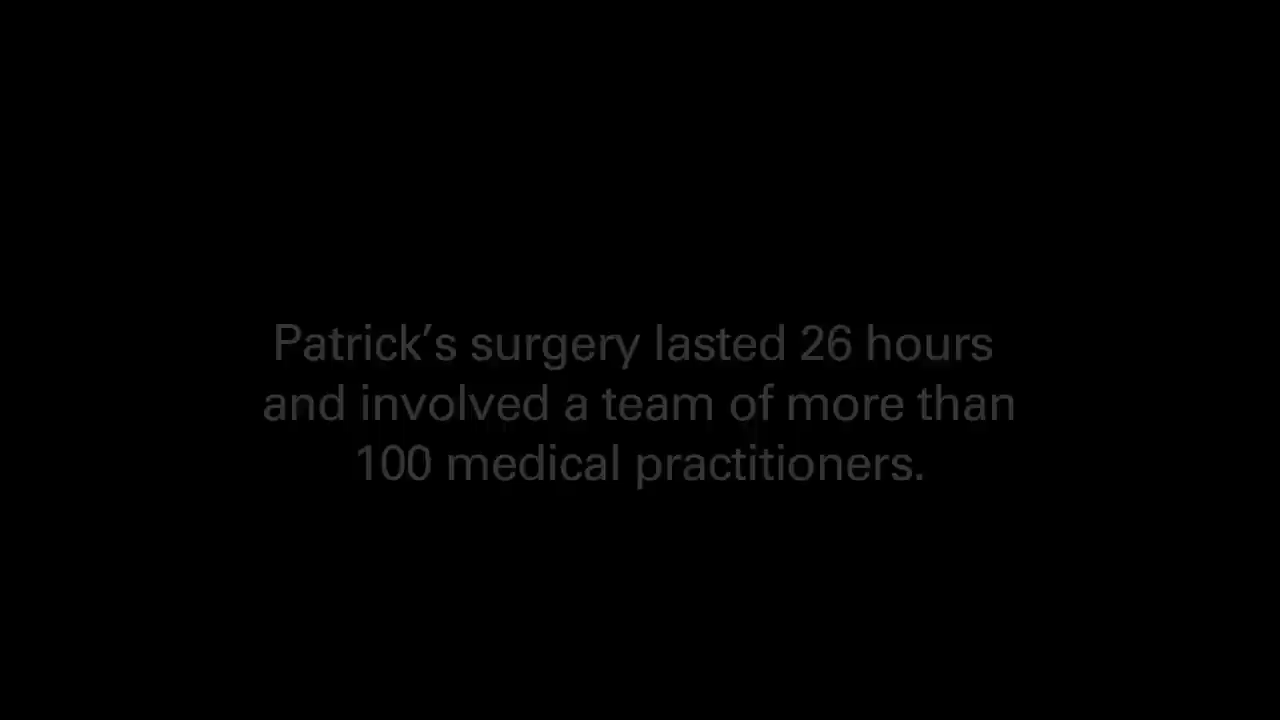 Patrick’s surgery lasted 26 hours
and involved a team of more than
100 medical practitioners.